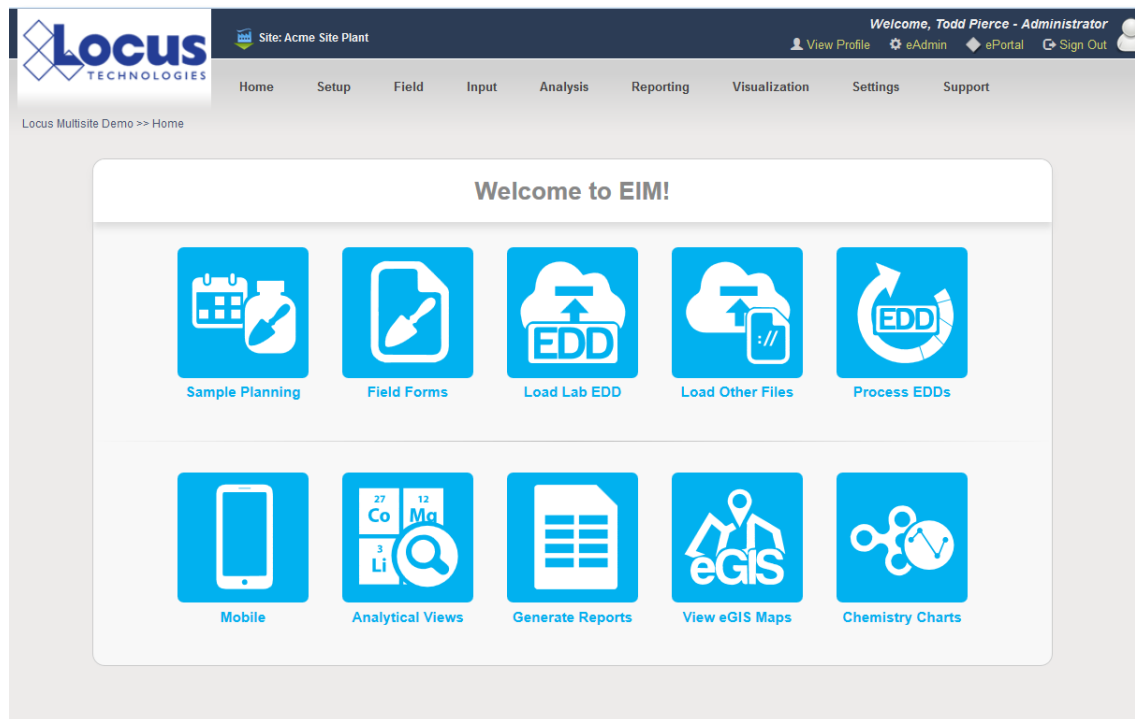 Locus
TECHNOLOGIES
Site: Acme Site Plant
Welcome, Todd Pierce - Administrator
View Profile eAdmin ePortal Sign Out
Home Setup Field Input Analysis Reporting Visualization Settings Support
Locus Multisite Demo >> Home
Welcome to EIM!
EDD
://
EDD
Sample Planning Field Forms Load Lab EDD Load Other Files Process EDDs
27 12
Co Mg
3
Li
eGIS
Mobile Analytical Views Generate Reports View eGIS Maps Chemistry Charts